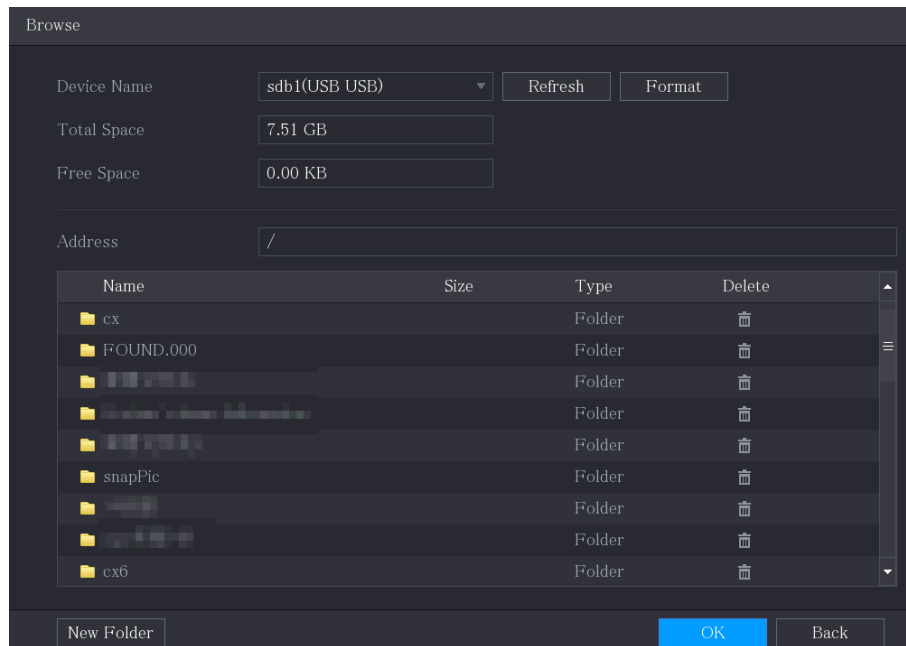 Browse
Device Name sdb1(USB USB) Refresh Format
Total Space 7.51 GB
Free Space 0.00 KB
Address /
Name Size Type Delete
cx Folder
FOUND.000 Folder
Folder
Folder
Folder
snapPic Folder
Folder
Folder
cx6 Folder
New Folder OK Back